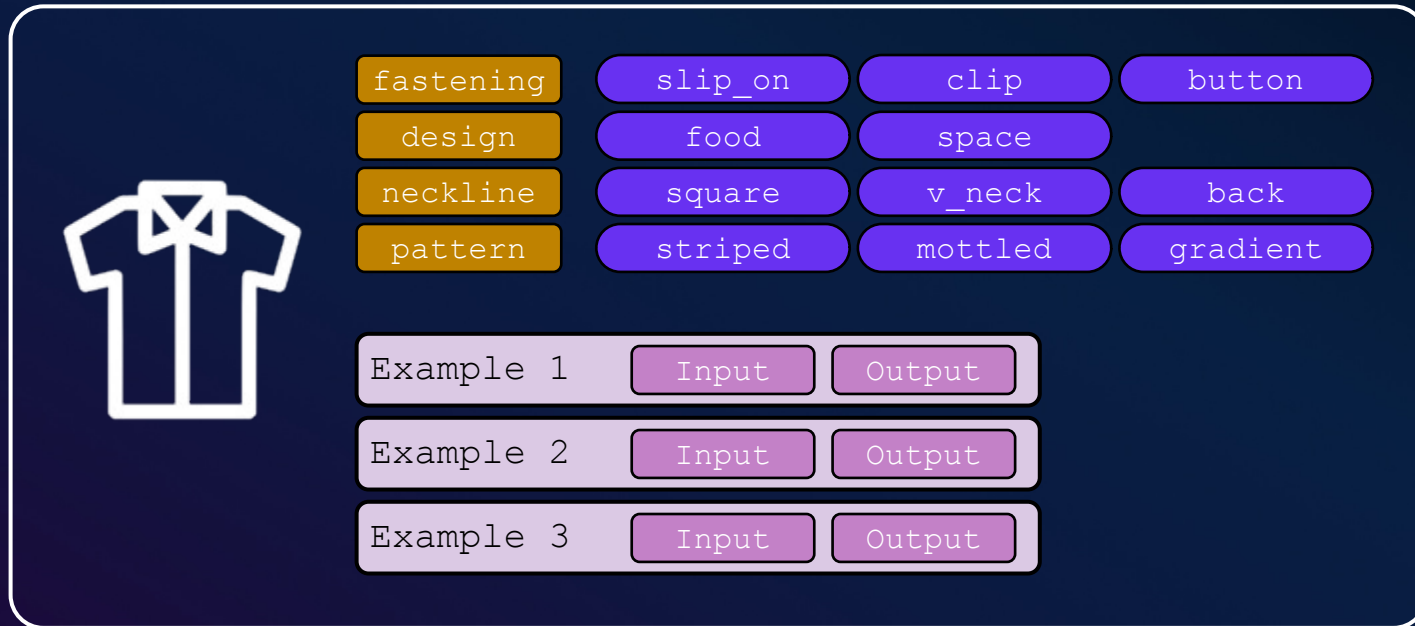 fastening slip_on clip button
design food space
neckline square v_neck back
pattern striped mottled gradient
Example 1 Input Output
Example 2 Input Output
Example 3 Input Output